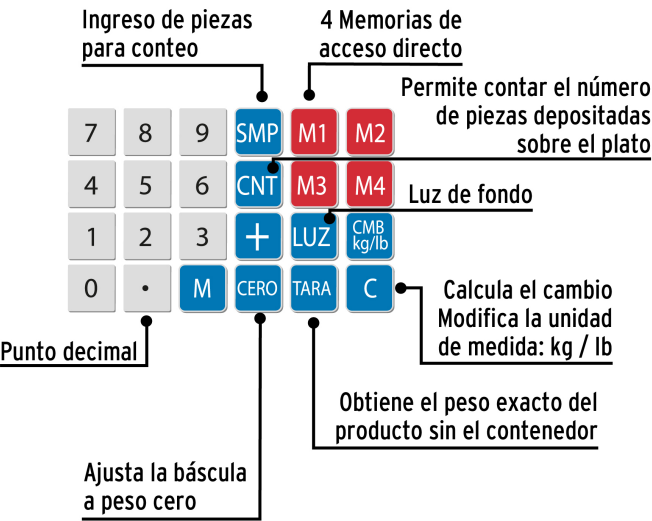 Ingreso de piezas
para conteo
4 Memorias de
acceso directo
Permite contar el número
de piezas depositadas
sobre el plato
7 8 9 SMP M1 M2
4 5 6 CNT M3 M4
Luz de fondo
1 2 3 + LUZ CMB
kg/lb
0 . M CERO TARA C
Calcula el cambio
Modifica la unidad
de medida: kg / lb
Punto decimal
Obtiene el peso exacto del
producto sin el contenedor
Ajusta la báscula
a peso cero